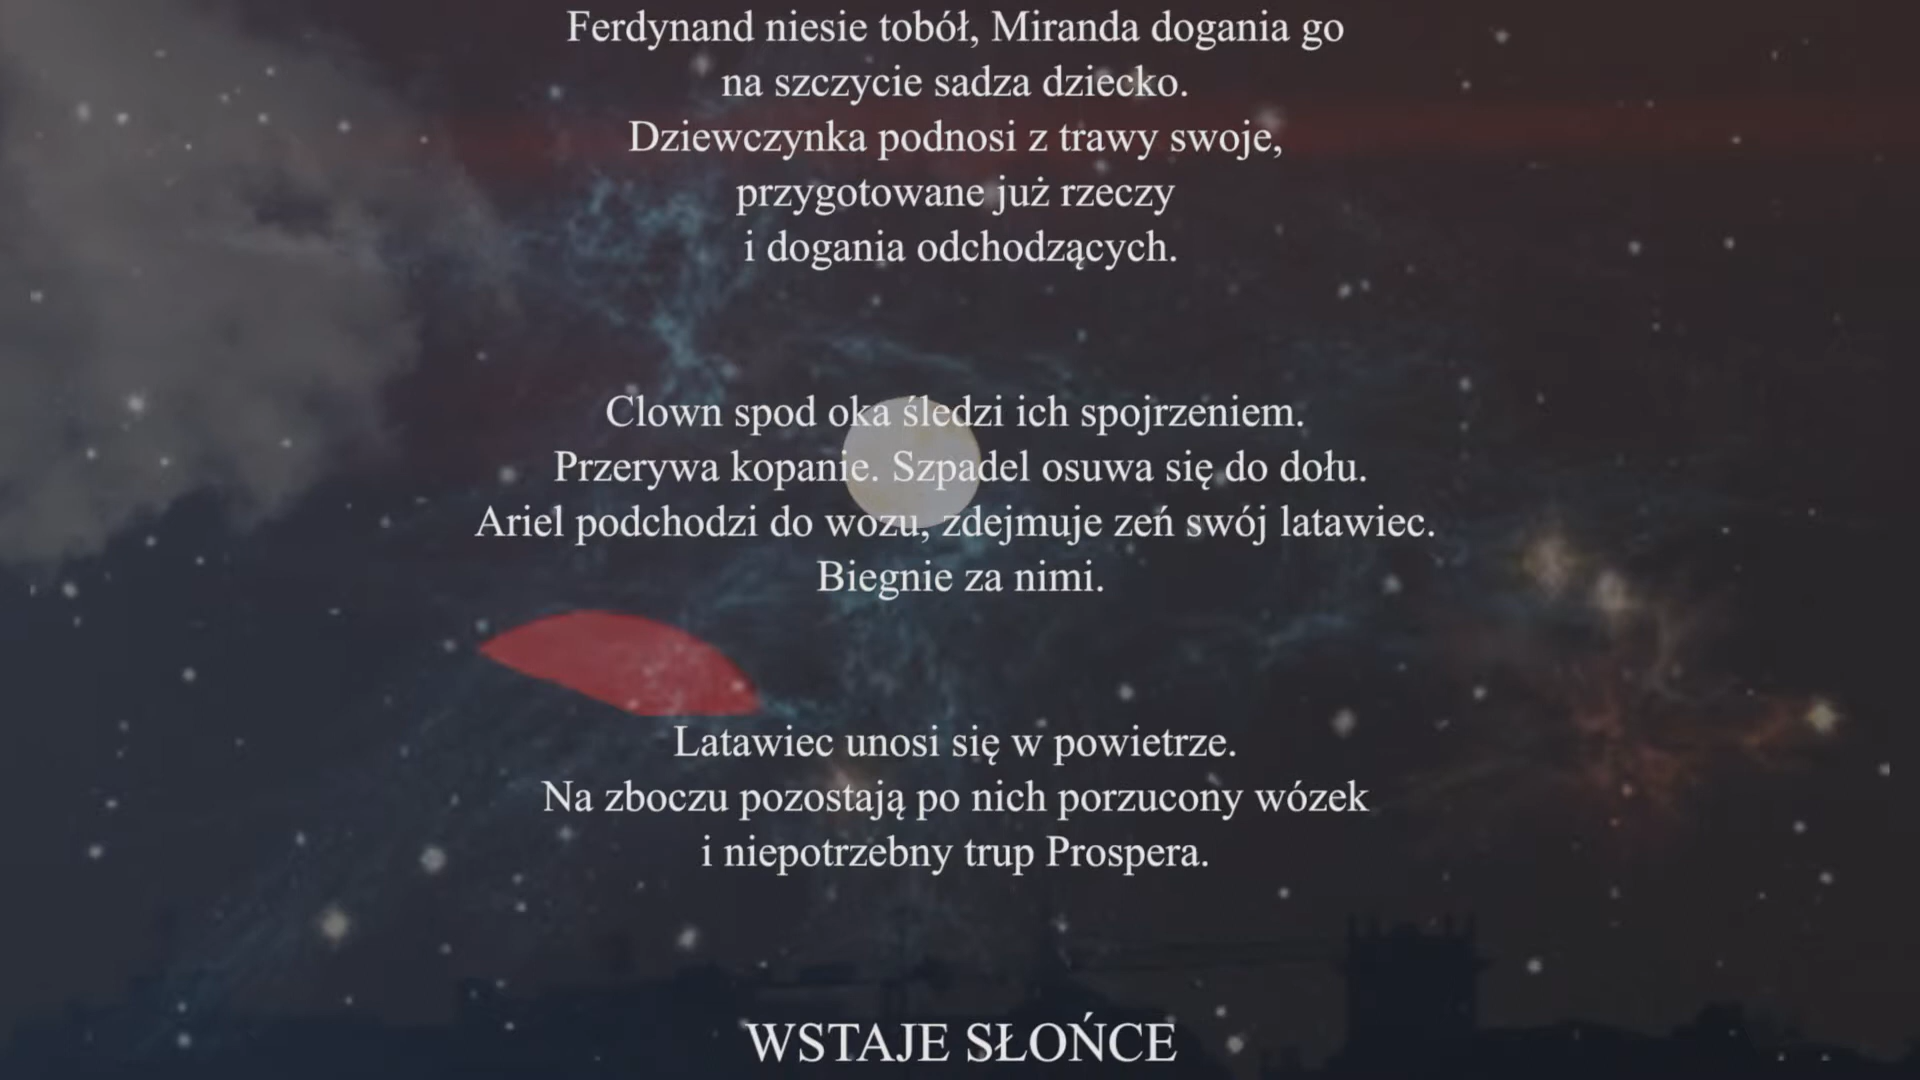 Ferdynand niesie tobół, Miranda dogania go
na szczycie sadza dziecko.
Dziewczynka podnosi z trawy swoje,
przygotowane już rzeczy
i dogania odchodzących.
Clown spod oka śledzi ich spojrzeniem.
Przerywa kopanie. Szpadel osuwa się do dołu.
Ariel podchodzi do wozu, zdejmuje zeń swój latawiec.
Biegnie za nimi.
Latawiec unosi się w powietrze.
Na zboczu pozostają po nich porzucony wózek
i niepotrzebny trup Prospera.
WSTAJE SŁOŃCE